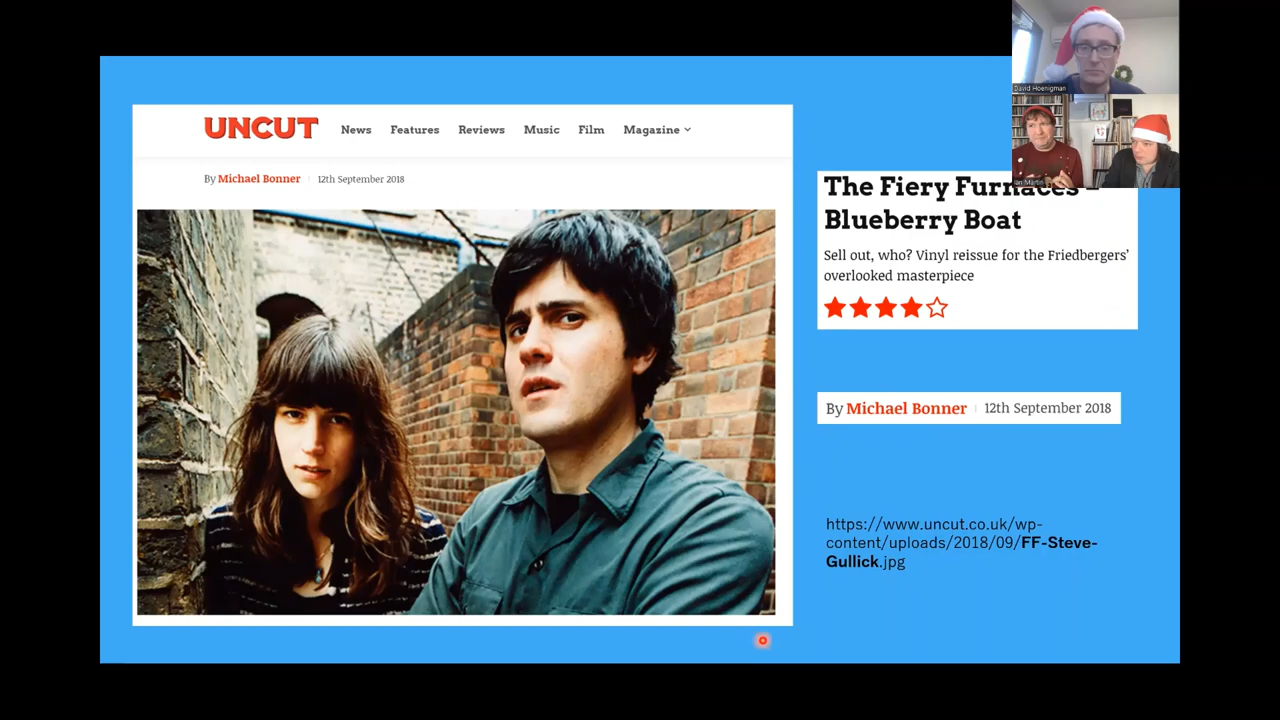 UNCUT
News Features Reviews Music Film Magazine
By Michael Bonner 12th September 2018
David Hoenigman
Ian Martin
The Fiery Furnaces –
Blueberry Boat
Sell out, who? Vinyl reissue for the Friedbergers’
overlooked masterpiece
By Michael Bonner 12th September 2018
https://www.uncut.co.uk/wp-
content/uploads/2018/09/FF-Steve-
Gullick.jpg